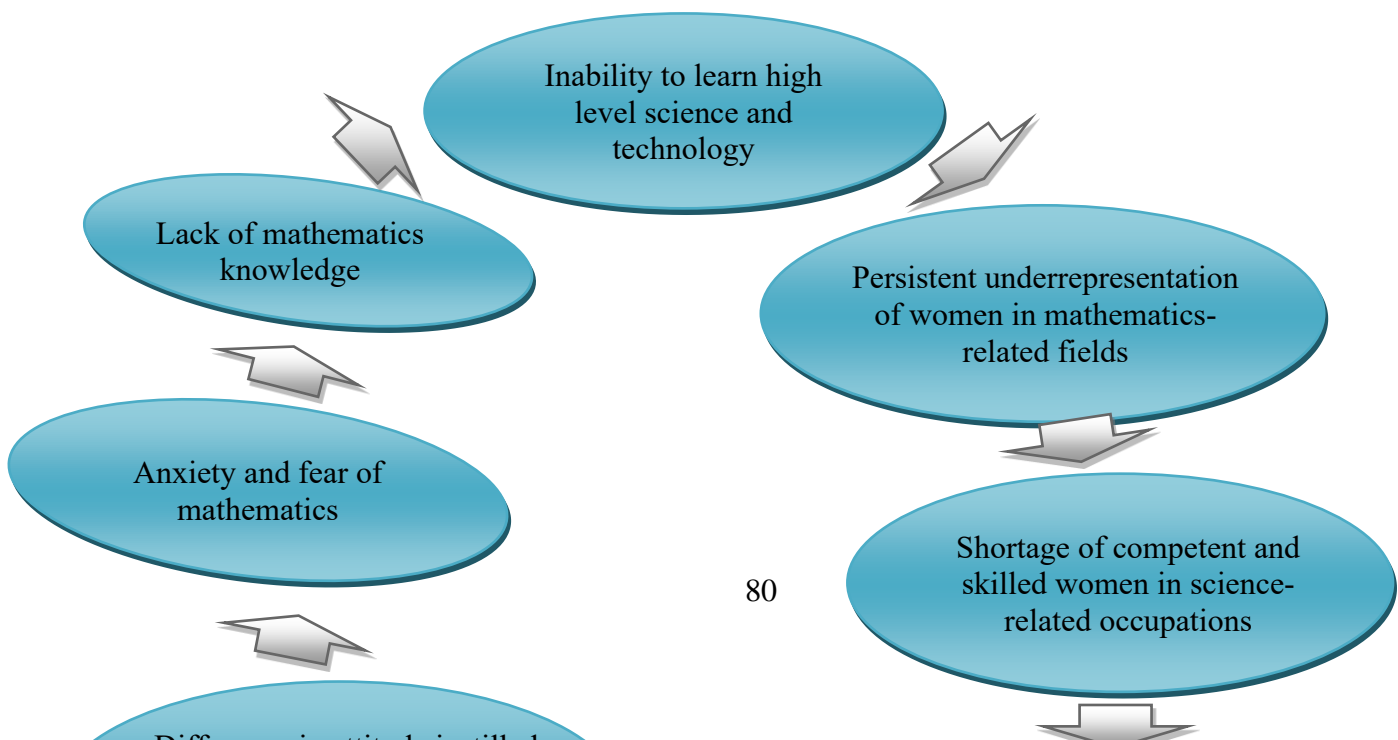 Inability to learn high
level science and
technology
Lack of mathematics
knowledge
Persistent underrepresentation
of women in mathematics-
related fields
Anxiety and fear of
mathematics
Shortage of competent and
skilled women in science-
related occupations
80